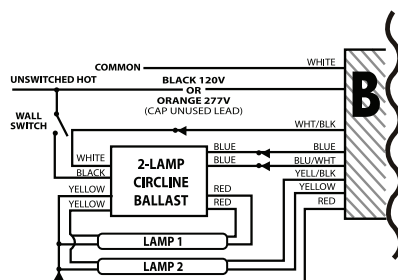 COMMON
WHITE
UNSWITCHED HOT
BLACK 120V
OR
ORANGE 277V
(CAP UNUSED LEAD)
B
WALL
SWITCH
WHT/BLK
WHITE
BLACK
2-LAMP
CIRCLINE
BALLAST
BLUE
BLUE
BLUE
BLU/WHT
YELL/BLK
YELLOW
YELLOW
RED
RED
YELLOW
RED
LAMP 1
LAMP 2